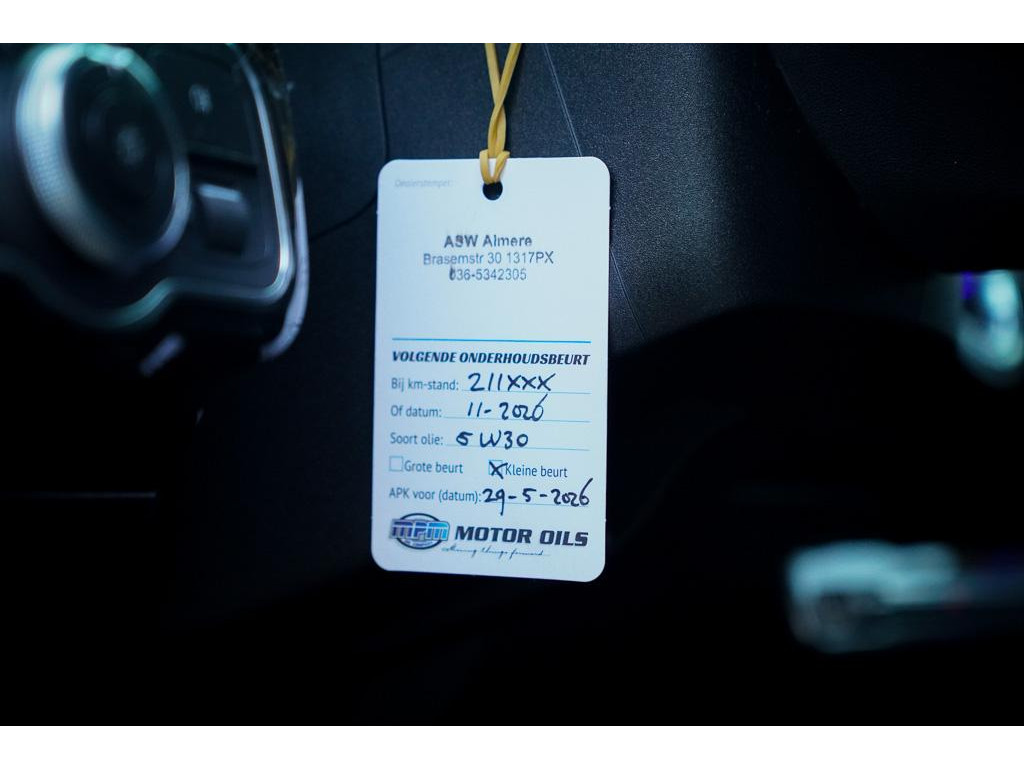 Dealerstempel:
ASW Almere
Brasemstr 30 1317PX
036-5342305
VOLGENDE ONDERHOUDSBEURT
Bij km-stand: 211XXX
Of datum: 11-2026
Soort olie: 5W30
Grote beurt Kleine beurt
APK voor (datum): 29-5-2026
MPM MOTOR OILS